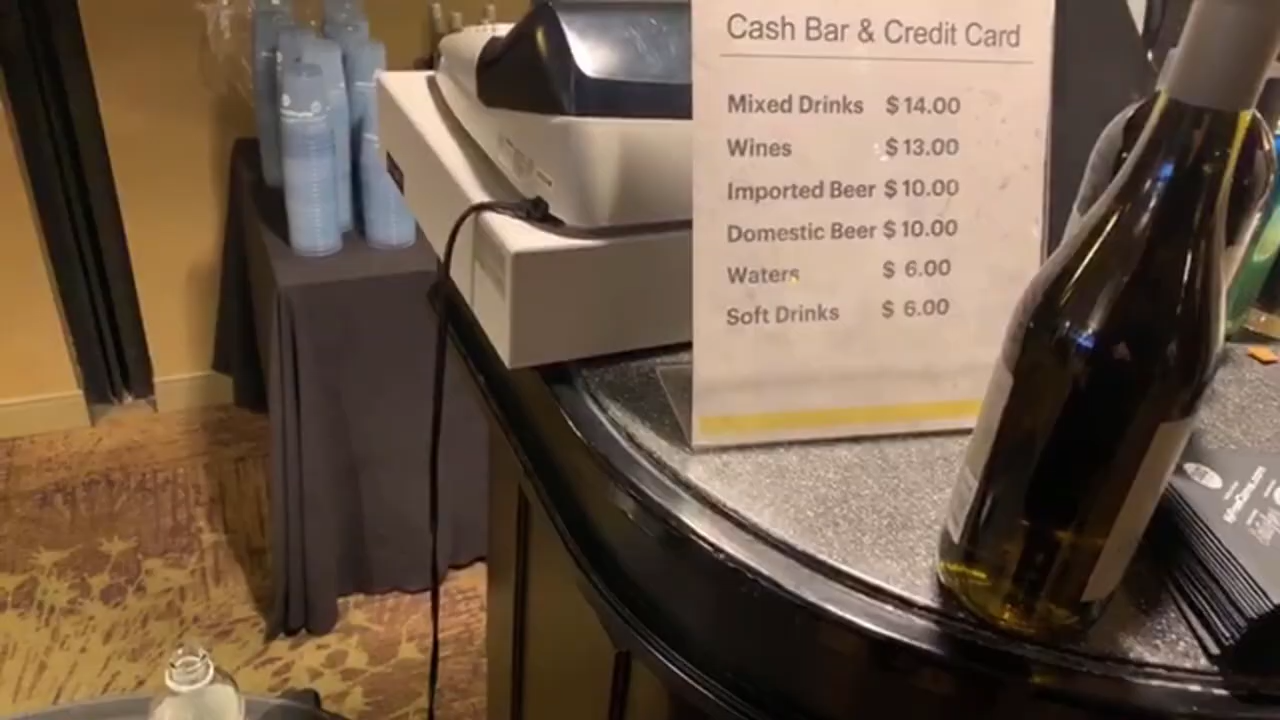 Cash Bar & Credit Card
Mixed Drinks $14.00
Wines $13.00
Imported Beer $10.00
Domestic Beer $10.00
Waters $ 6.00
Soft Drinks $ 6.00